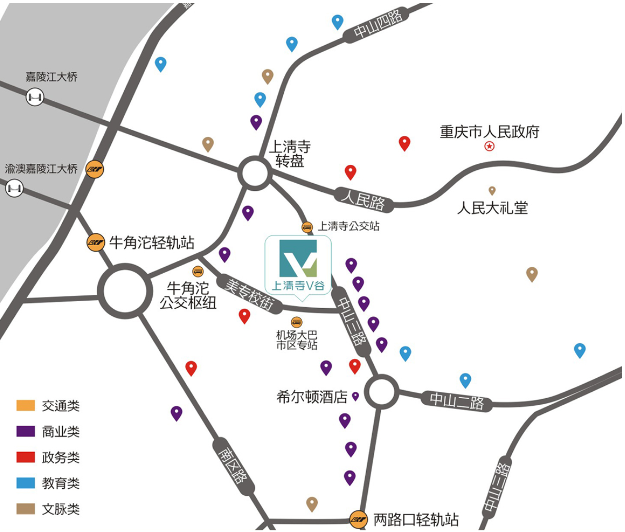 中山四路
嘉陵江大桥
重庆市人民政府
上清寺
转盘
渝澳嘉陵江大桥
人民路
人民大礼堂
上清寺公交站
牛角沱轻轨站
上清寺V谷
牛角沱
公交枢纽
美专校街
中山三路
机场大巴
市区专站
希尔顿酒店
中山二路
交通类
商业类
政务类
教育类
文脉类
南区路
中山三路
两路口轻轨站